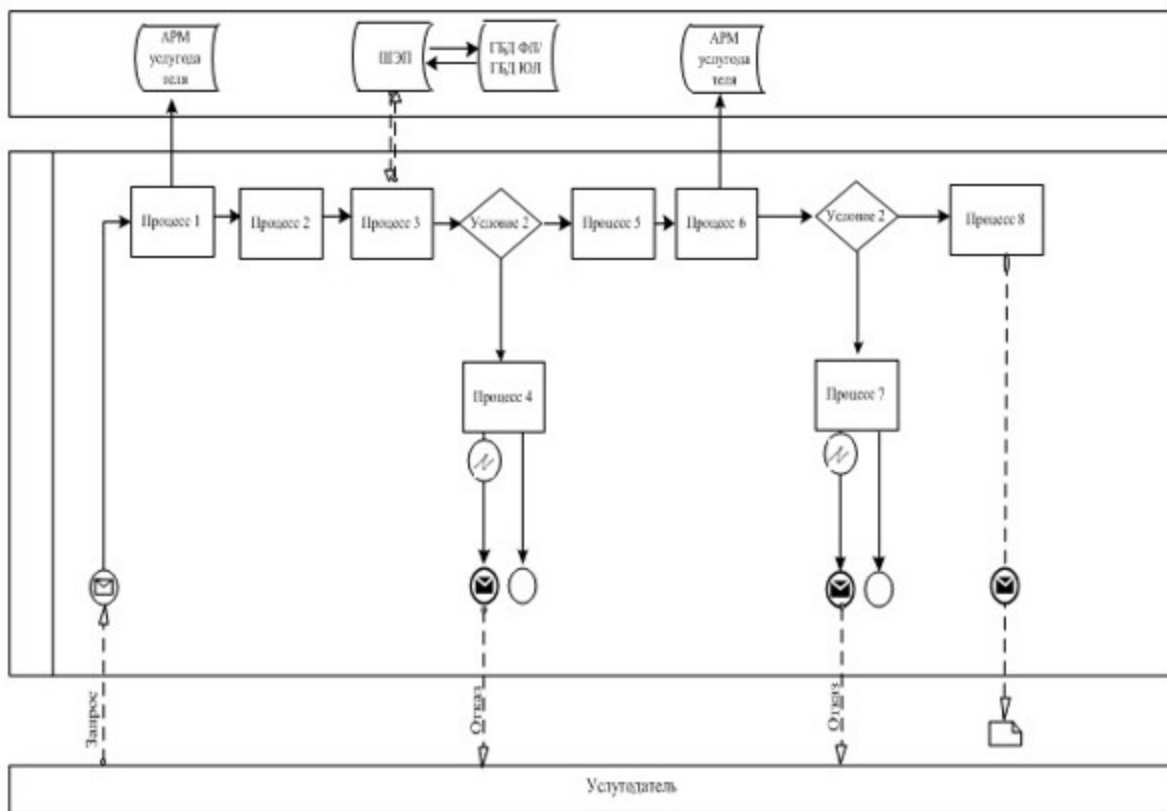 АРМ
услугода
теля
ШЭП
ГБД ФЛ/
ГБД ЮЛ
АРМ
услугода
теля
Процесс 1
Процесс 2
Процесс 3
Условие 2
Процесс 5
Процесс 6
Условие 2
Процесс 8
Процесс 4
Процесс 7
Запрос
Отказ
Отказ
Услугодатель